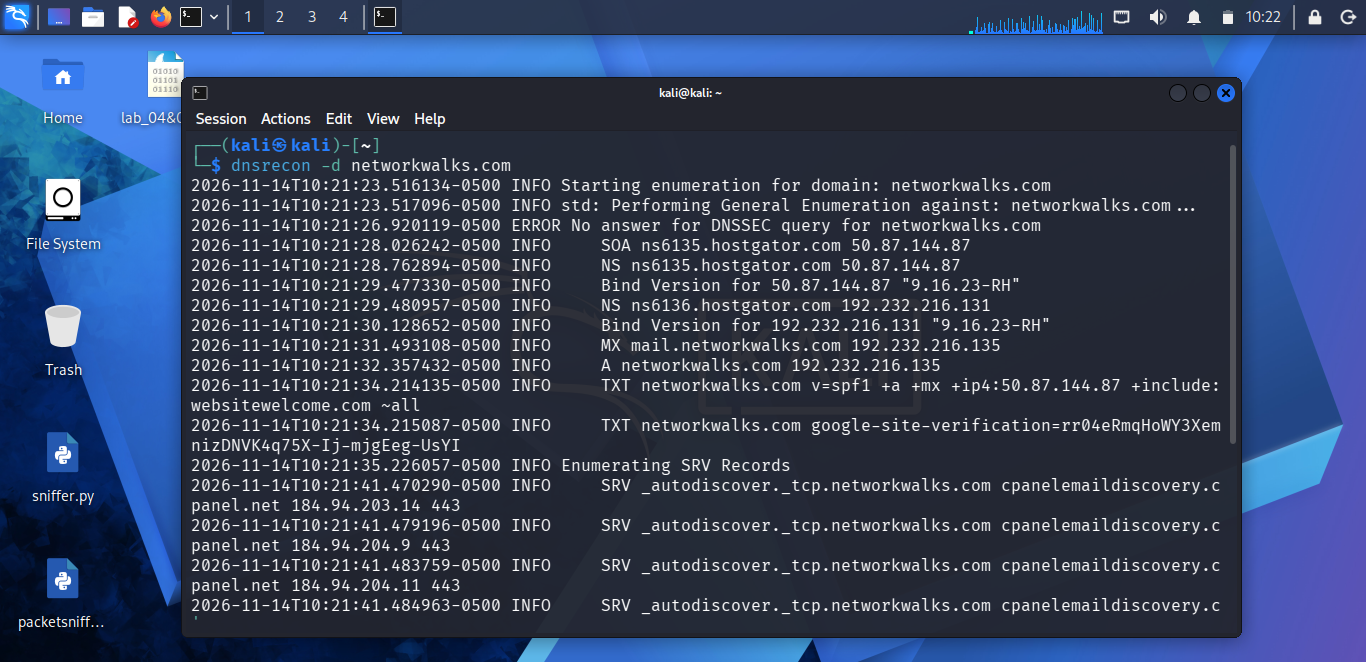 1 2 3 4 10:22
Home
lab_04&0
File System
Trash
sniffer.py
packetsniff...
kali@kali: ~
Session Actions Edit View Help
┌──(kali㉿kali)-[~]
└─$ dnsrecon -d networkwalks.com
2026-11-14T10:21:23.516134-0500 INFO Starting enumeration for domain: networkwalks.com
2026-11-14T10:21:23.517096-0500 INFO std: Performing General Enumeration against: networkwalks.com...
2026-11-14T10:21:26.920119-0500 ERROR No answer for DNSSEC query for networkwalks.com
2026-11-14T10:21:28.026242-0500 INFO SOA ns6135.hostgator.com 50.87.144.87
2026-11-14T10:21:28.762894-0500 INFO NS ns6135.hostgator.com 50.87.144.87
2026-11-14T10:21:29.477330-0500 INFO Bind Version for 50.87.144.87 "9.16.23-RH"
2026-11-14T10:21:29.480957-0500 INFO NS ns6136.hostgator.com 192.232.216.131
2026-11-14T10:21:30.128652-0500 INFO Bind Version for 192.232.216.131 "9.16.23-RH"
2026-11-14T10:21:31.493108-0500 INFO MX mail.networkwalks.com 192.232.216.135
2026-11-14T10:21:32.357432-0500 INFO A networkwalks.com 192.232.216.135
2026-11-14T10:21:34.214135-0500 INFO TXT networkwalks.com v=spf1 +a +mx +ip4:50.87.144.87 +include:
websitewelcome.com ~all
2026-11-14T10:21:34.215087-0500 INFO TXT networkwalks.com google-site-verification=rr04eRmqHoWY3Xem
nizDNVK4q75X-Ij-mjgEeg-UsYI
2026-11-14T10:21:35.226057-0500 INFO Enumerating SRV Records
2026-11-14T10:21:41.470290-0500 INFO SRV _autodiscover._tcp.networkwalks.com cpanelemaildiscovery.c
panel.net 184.94.203.14 443
2026-11-14T10:21:41.479196-0500 INFO SRV _autodiscover._tcp.networkwalks.com cpanelemaildiscovery.c
panel.net 184.94.204.9 443
2026-11-14T10:21:41.483759-0500 INFO SRV _autodiscover._tcp.networkwalks.com cpanelemaildiscovery.c
panel.net 184.94.204.11 443
2026-11-14T10:21:41.484963-0500 INFO SRV _autodiscover._tcp.networkwalks.com cpanelemaildiscovery.c